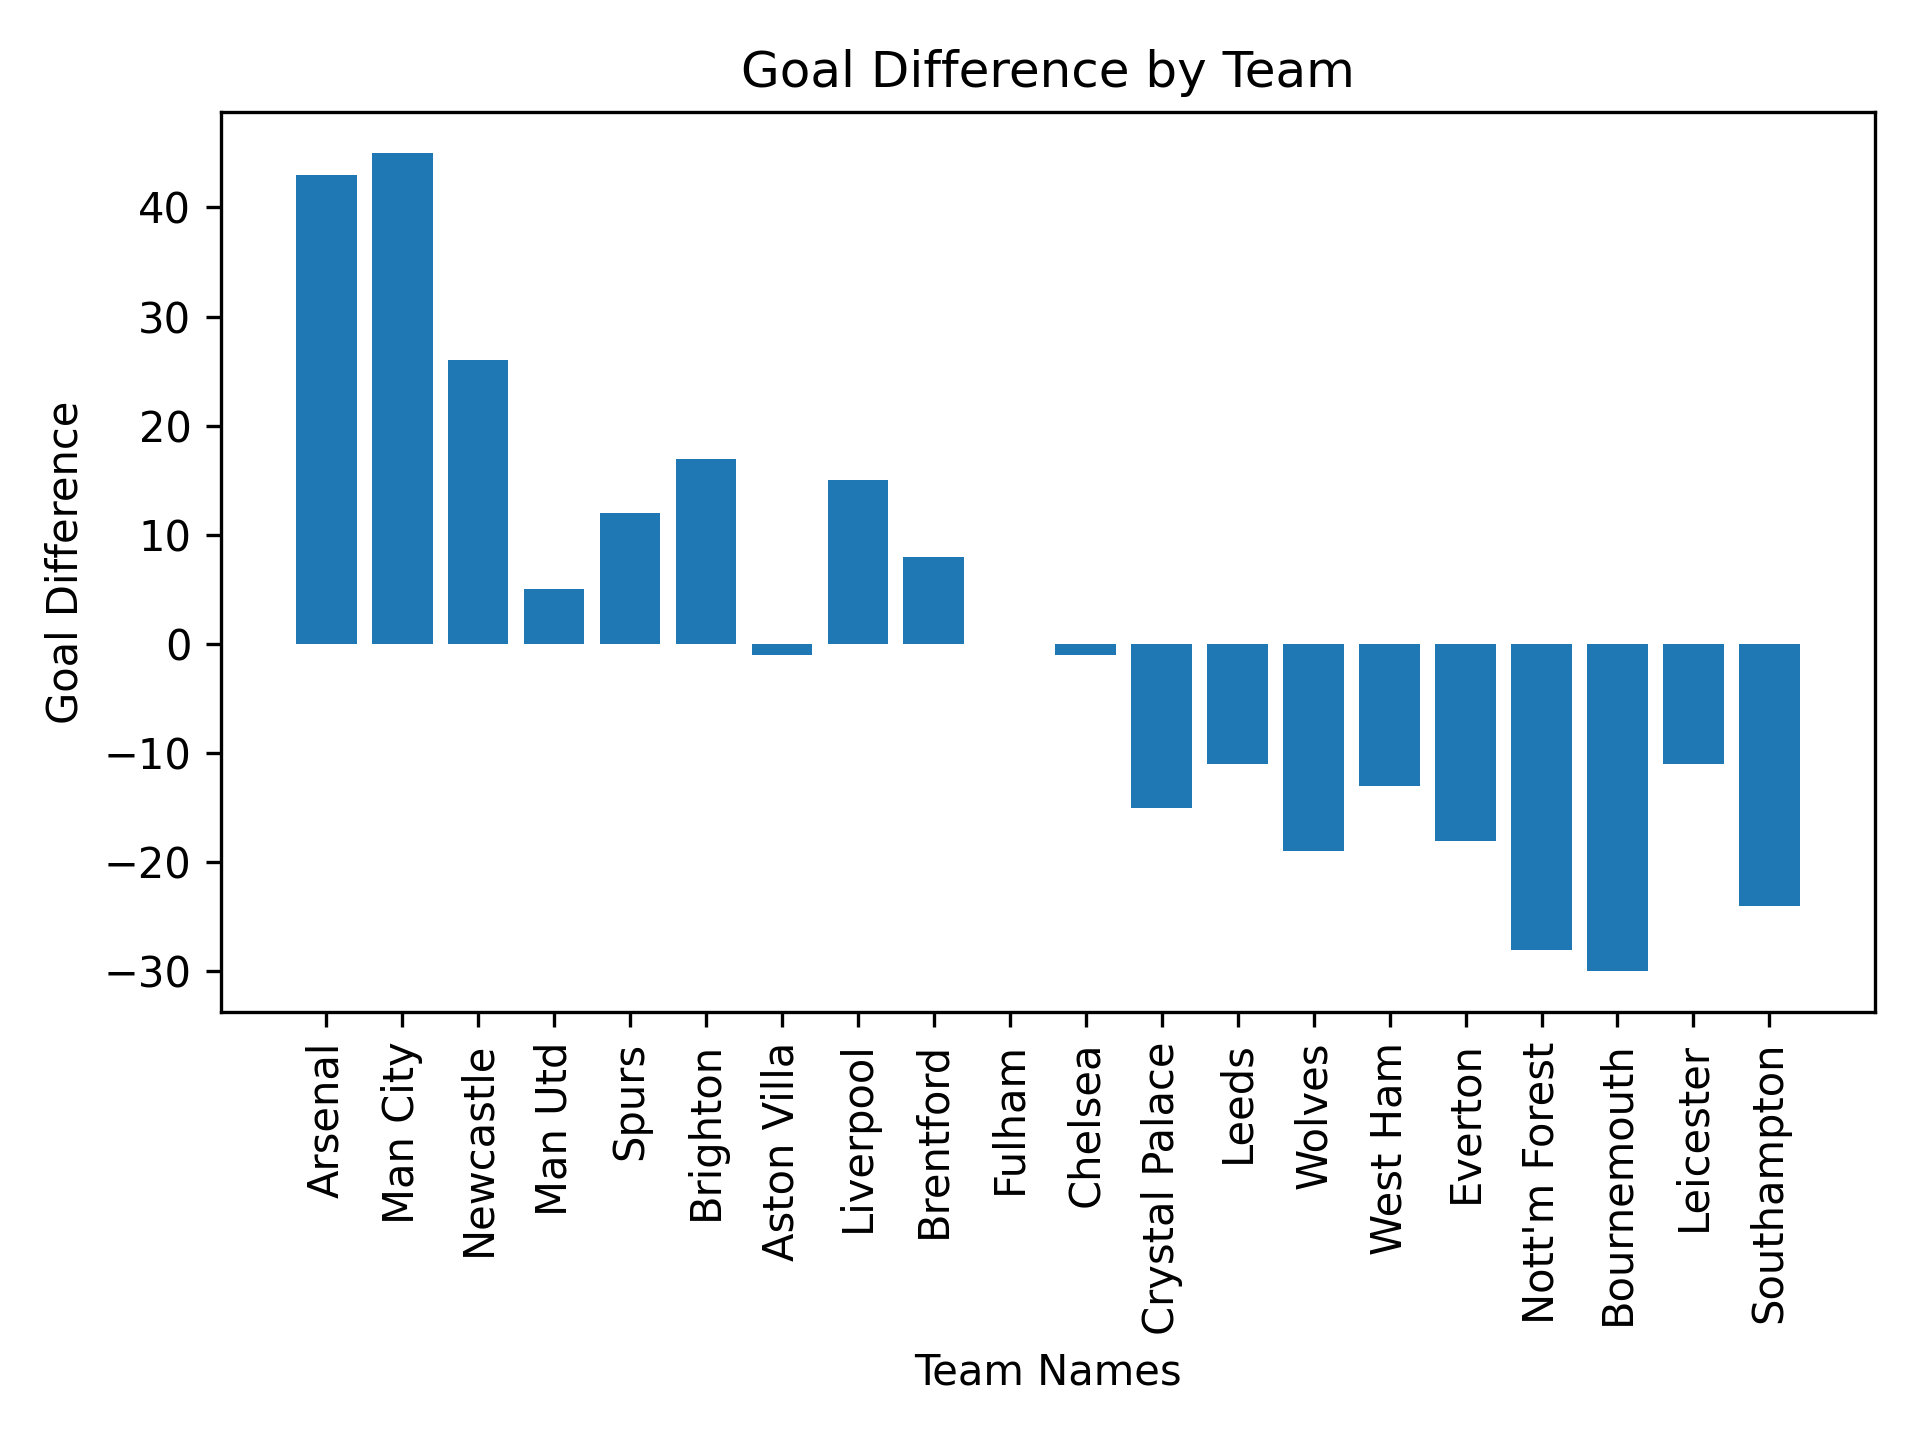 Goal Difference by Team
Goal Difference
40
30
20
10
0
−10
−20
−30
Arsenal
Man City
Newcastle
Man Utd
Spurs
Brighton
Aston Villa
Liverpool
Brentford
Fulham
Chelsea
Crystal Palace
Leeds
Wolves
West Ham
Everton
Nott'm Forest
Bournemouth
Leicester
Southampton
Team Names